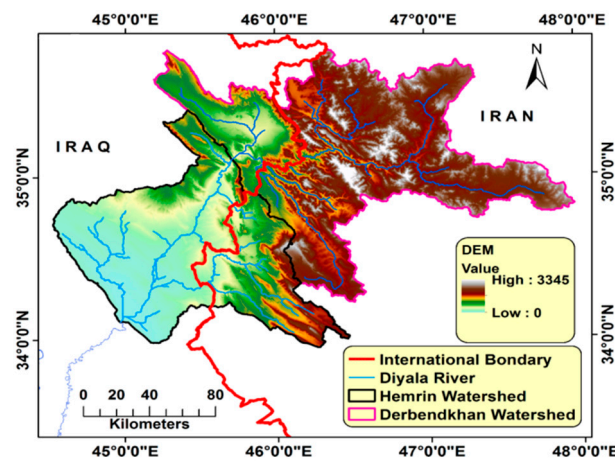 45°0'0"E 46°0'0"E 47°0'0"E 48°0'0"E
N
IRAN
IRAQ
35°0'0"N
35°0'0"N
34°0'0"N
34°0'0"N
DEM
Value
High : 3345
Low : 0
International Bondary
Diyala River
Hemrin Watershed
Derbendkhan Watershed
0 20 40 80
Kilometers
45°0'0"E 46°0'0"E 47°0'0"E 48°0'0"E